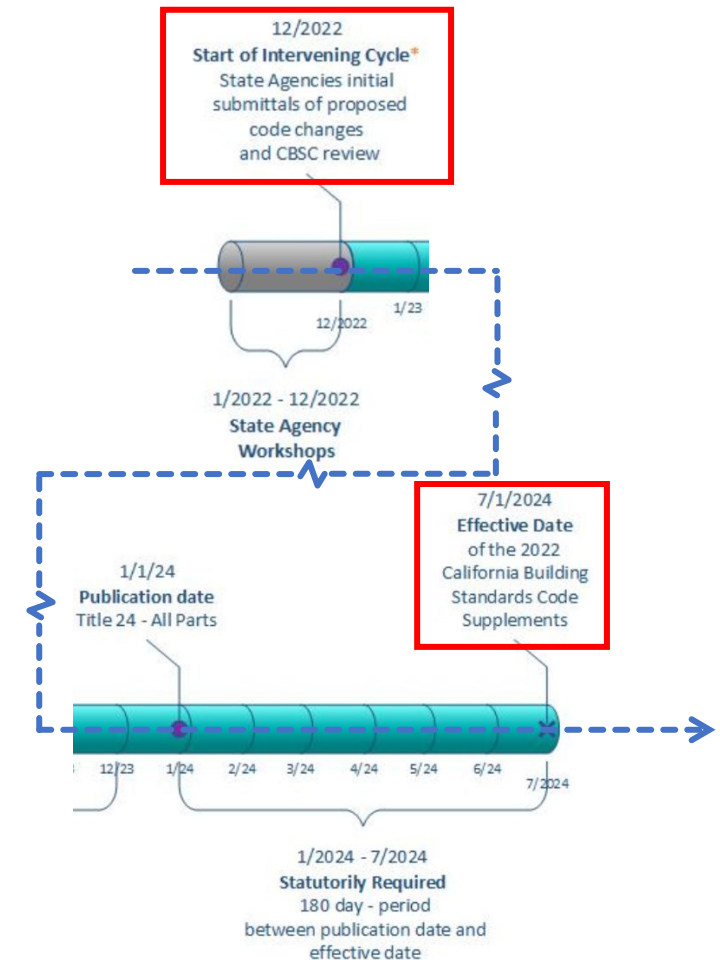 12/2022
Start of Intervening Cycle*
State Agencies initial
submittals of proposed
code changes
and CBSC review
1/23
12/2022
1/2022 - 12/2022
State Agency
Workshops
7/1/2024
Effective Date
of the 2022
California Building
Standards Code
Supplements
1/1/24
Publication date
Title 24 - All Parts
12/23 1/24 2/24 3/24 4/24 5/24 6/24
7/2024
1/2024 - 7/2024
Statutorily Required
180 day - period
between publication date and
effective date